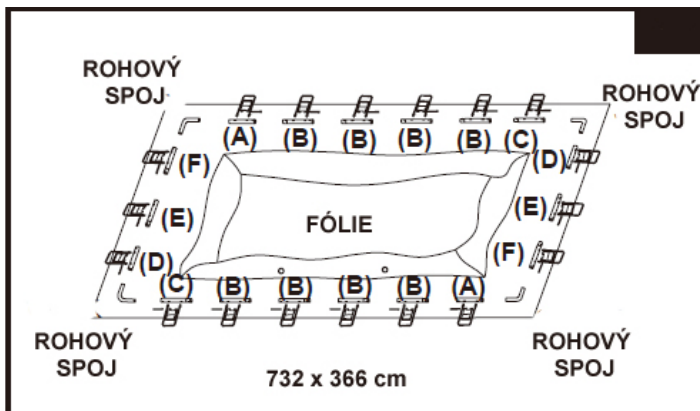 ROHOVÝ
SPOJ
ROHOVÝ
SPOJ
(A) (B) (B) (B) (B) (C)
(F) (D)
(E) (E)
FÓLIE
(D) (F)
(C) (B) (B) (B) (B) (A)
ROHOVÝ
SPOJ
ROHOVÝ
SPOJ
732 x 366 cm